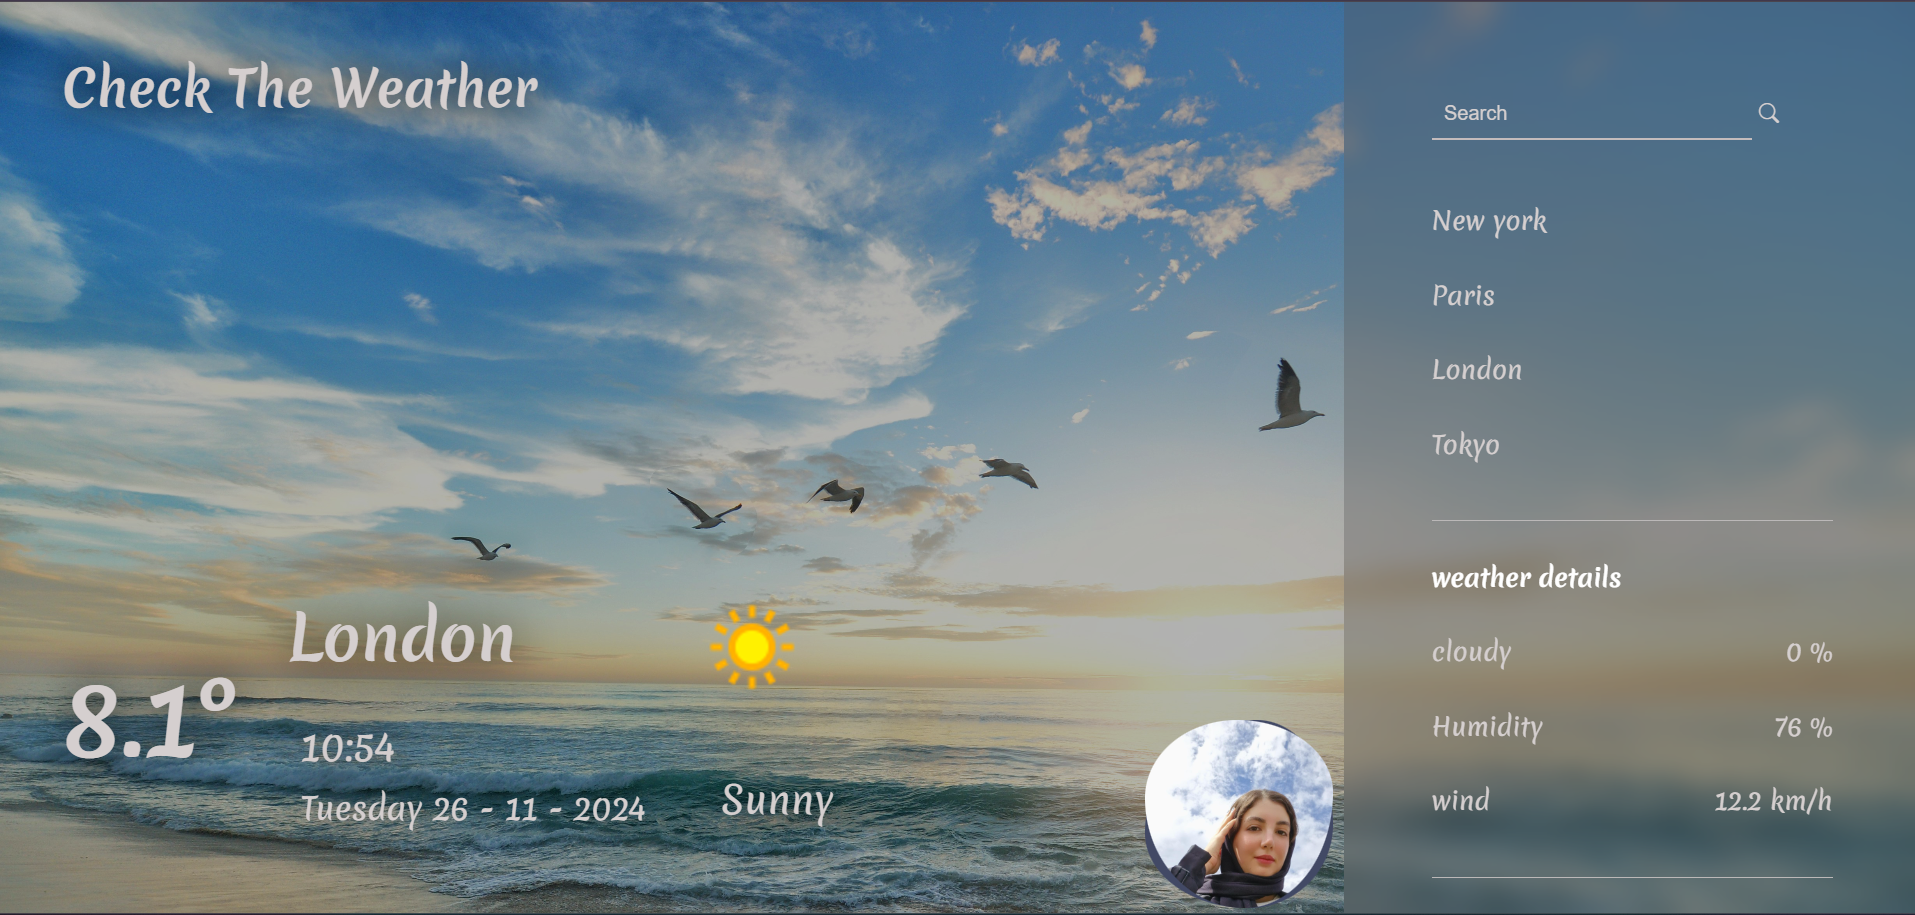 Check The Weather
Search
New york
Paris
London
Tokyo
weather details
cloudy 0 %
Humidity 76 %
wind 12.2 km/h
8.1°
London
10:54
Tuesday 26 - 11 - 2024
Sunny